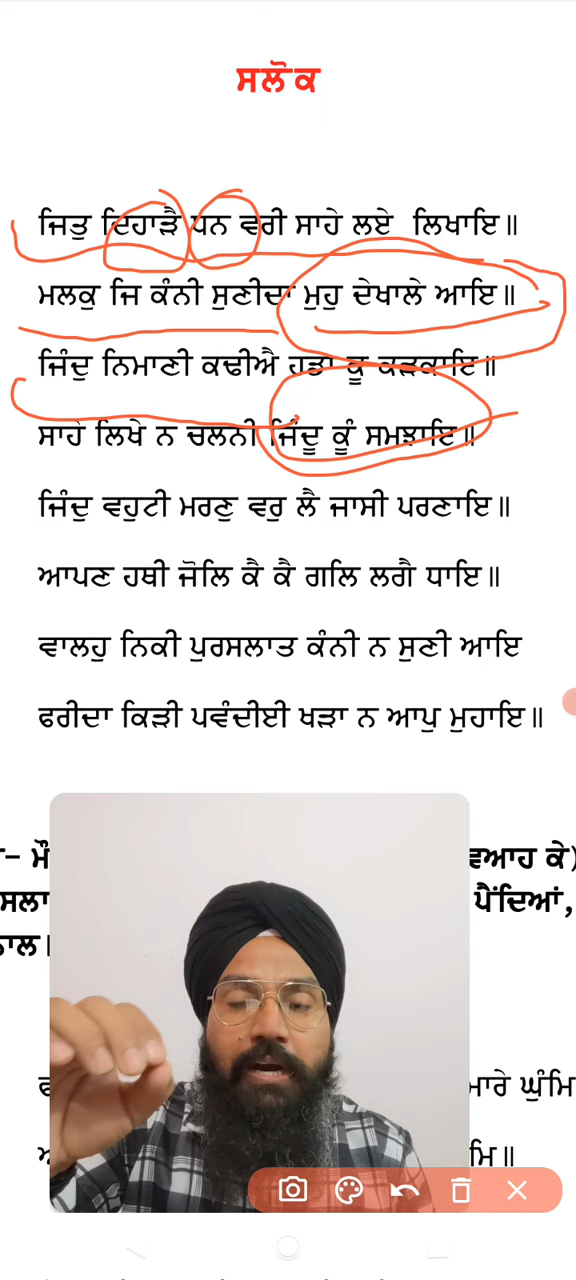 ਸਲੋਕ
ਜਿਤੁ ਦਿਹਾੜੈ ਧਨ ਵਰੀ ਸਾਹੇ ਲਏ ਲਿਖਾਇ॥
ਮਲਕੁ ਜਿ ਕੰਨੀ ਸੁਣੀਦਾ ਮੁਹੁ ਦੇਖਾਲੇ ਆਇ॥
ਜਿੰਦੁ ਨਿਮਾਣੀ ਕਢੀਐ ਹਡਾ ਕੂ ਕੜਕਾਇ॥
ਸਾਹੇ ਲਿਖੇ ਨ ਚਲਨੀ ਜਿੰਦੂ ਕੂੰ ਸਮਝਾਇ॥
ਜਿੰਦੁ ਵਹੁਟੀ ਮਰਣੁ ਵਰੁ ਲੈ ਜਾਸੀ ਪਰਣਾਇ॥
ਆਪਣ ਹਥੀ ਜੋਲਿ ਕੈ ਕੈ ਗਲਿ ਲਗੈ ਧਾਇ॥
ਵਾਲਹੁ ਨਿਕੀ ਪੁਰਸਲਾਤ ਕੰਨੀ ਨ ਸੁਣੀ ਆਇ
ਫਰੀਦਾ ਕਿੜੀ ਪਵੰਦੀਈ ਖੜਾ ਨ ਆਪੁ ਮੁਹਾਇ॥
ਵਆਹ ਕੇ)
ਪੈਂਦਿਆਂ,
ਮਾਰੇ ਘੁੰਮਿ
ਮਿ॥